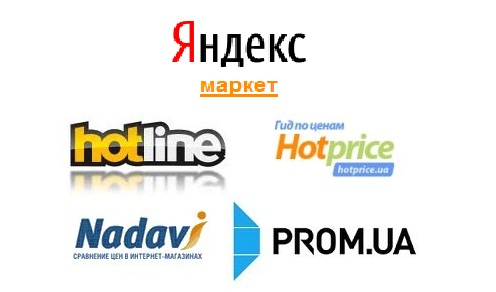 Яндекс
маркет
hotline
Гид по ценам
Hotprice
hotprice.ua
Nadavi
СРАВНЕНИЕ ЦЕН В ИНТЕРНЕТ-МАГАЗИНАХ
PROM.UA